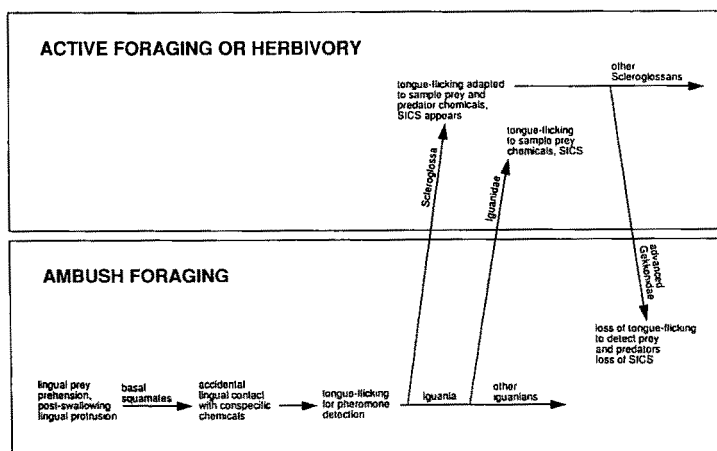 ACTIVE FORAGING OR HERBIVORY
other
Scleroglossans
tongue-flicking adapted
to sample prey and
predator chemicals,
SICS appears
tongue-flicking
to sample prey
chemicals, SICS
Scleroglossa
Iguanidae
advanced
Gekkonidae
AMBUSH FORAGING
loss of tongue-flicking
to detect prey
and predators
loss of SICS
lingual prey
prehension,
post-swallowing
lingual protrusion
basal
squamates
accidental
lingual contact
with conspecific
chemicals
tongue-flicking
for pheromone
detection
Iguania
other
iguanians